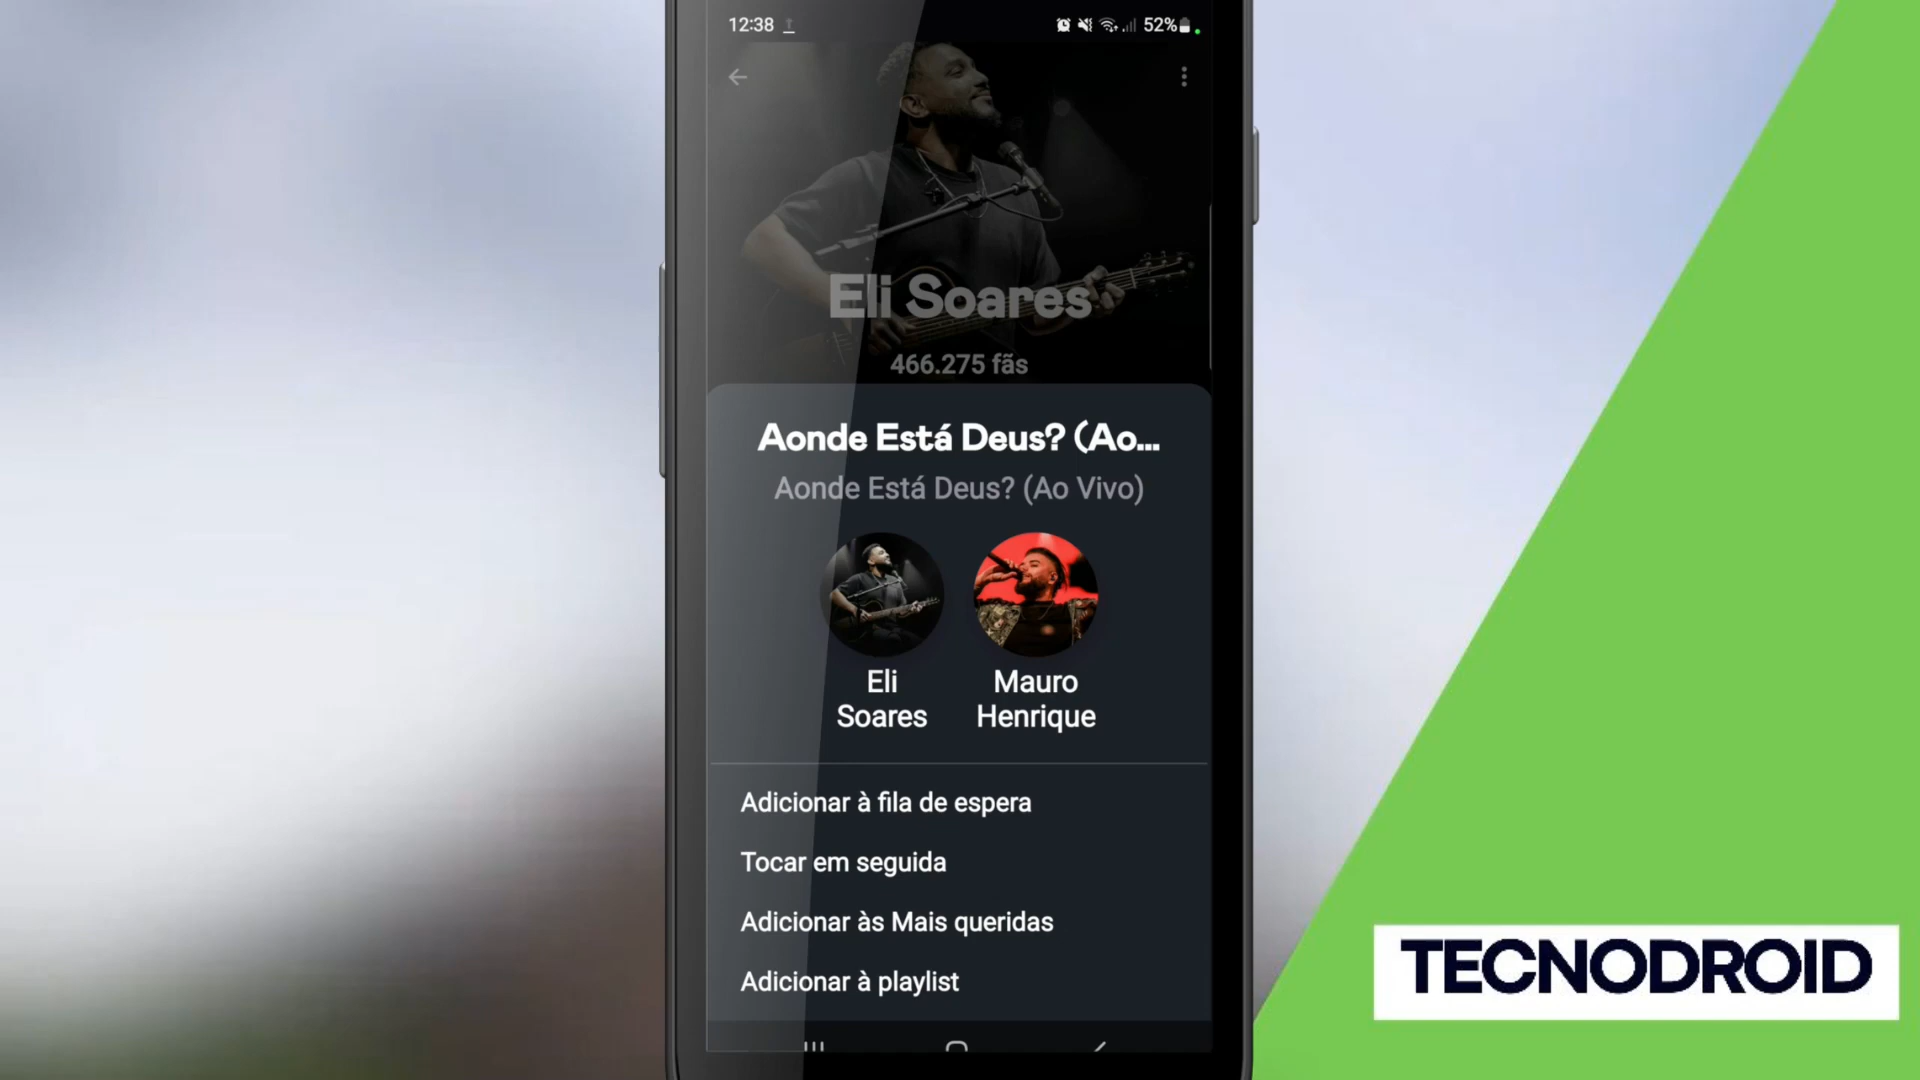 12:38
52%
Eli Soares
466.275 fãs
Aonde Está Deus? (Ao...
Aonde Está Deus? (Ao Vivo)
Eli
Soares
Mauro
Henrique
Adicionar à fila de espera
Tocar em seguida
Adicionar às Mais queridas
Adicionar à playlist
TECNODROID